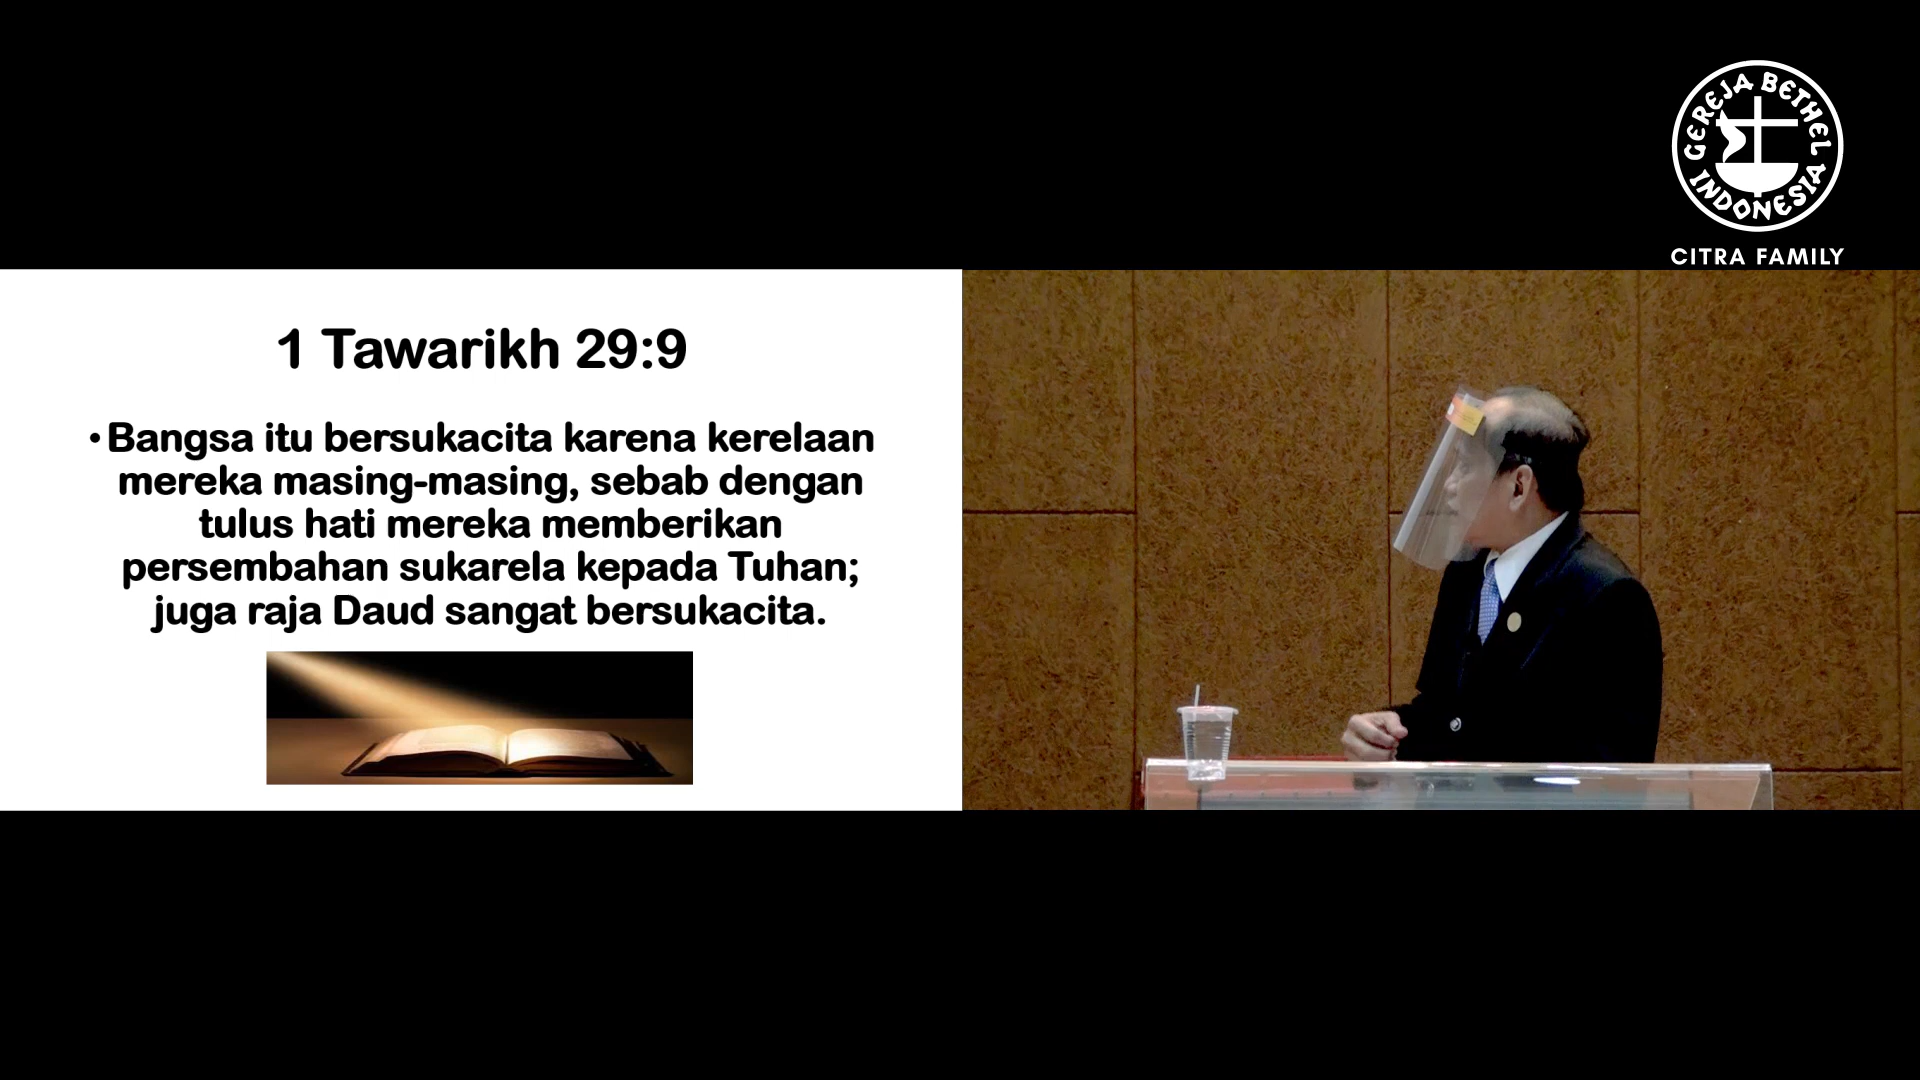 GEREJA BETHEL
INDONESIA
CITRA FAMILY
1 Tawarikh 29:9
• Bangsa itu bersukacita karena kerelaan
mereka masing-masing, sebab dengan
tulus hati mereka memberikan
persembahan sukarela kepada Tuhan;
juga raja Daud sangat bersukacita.